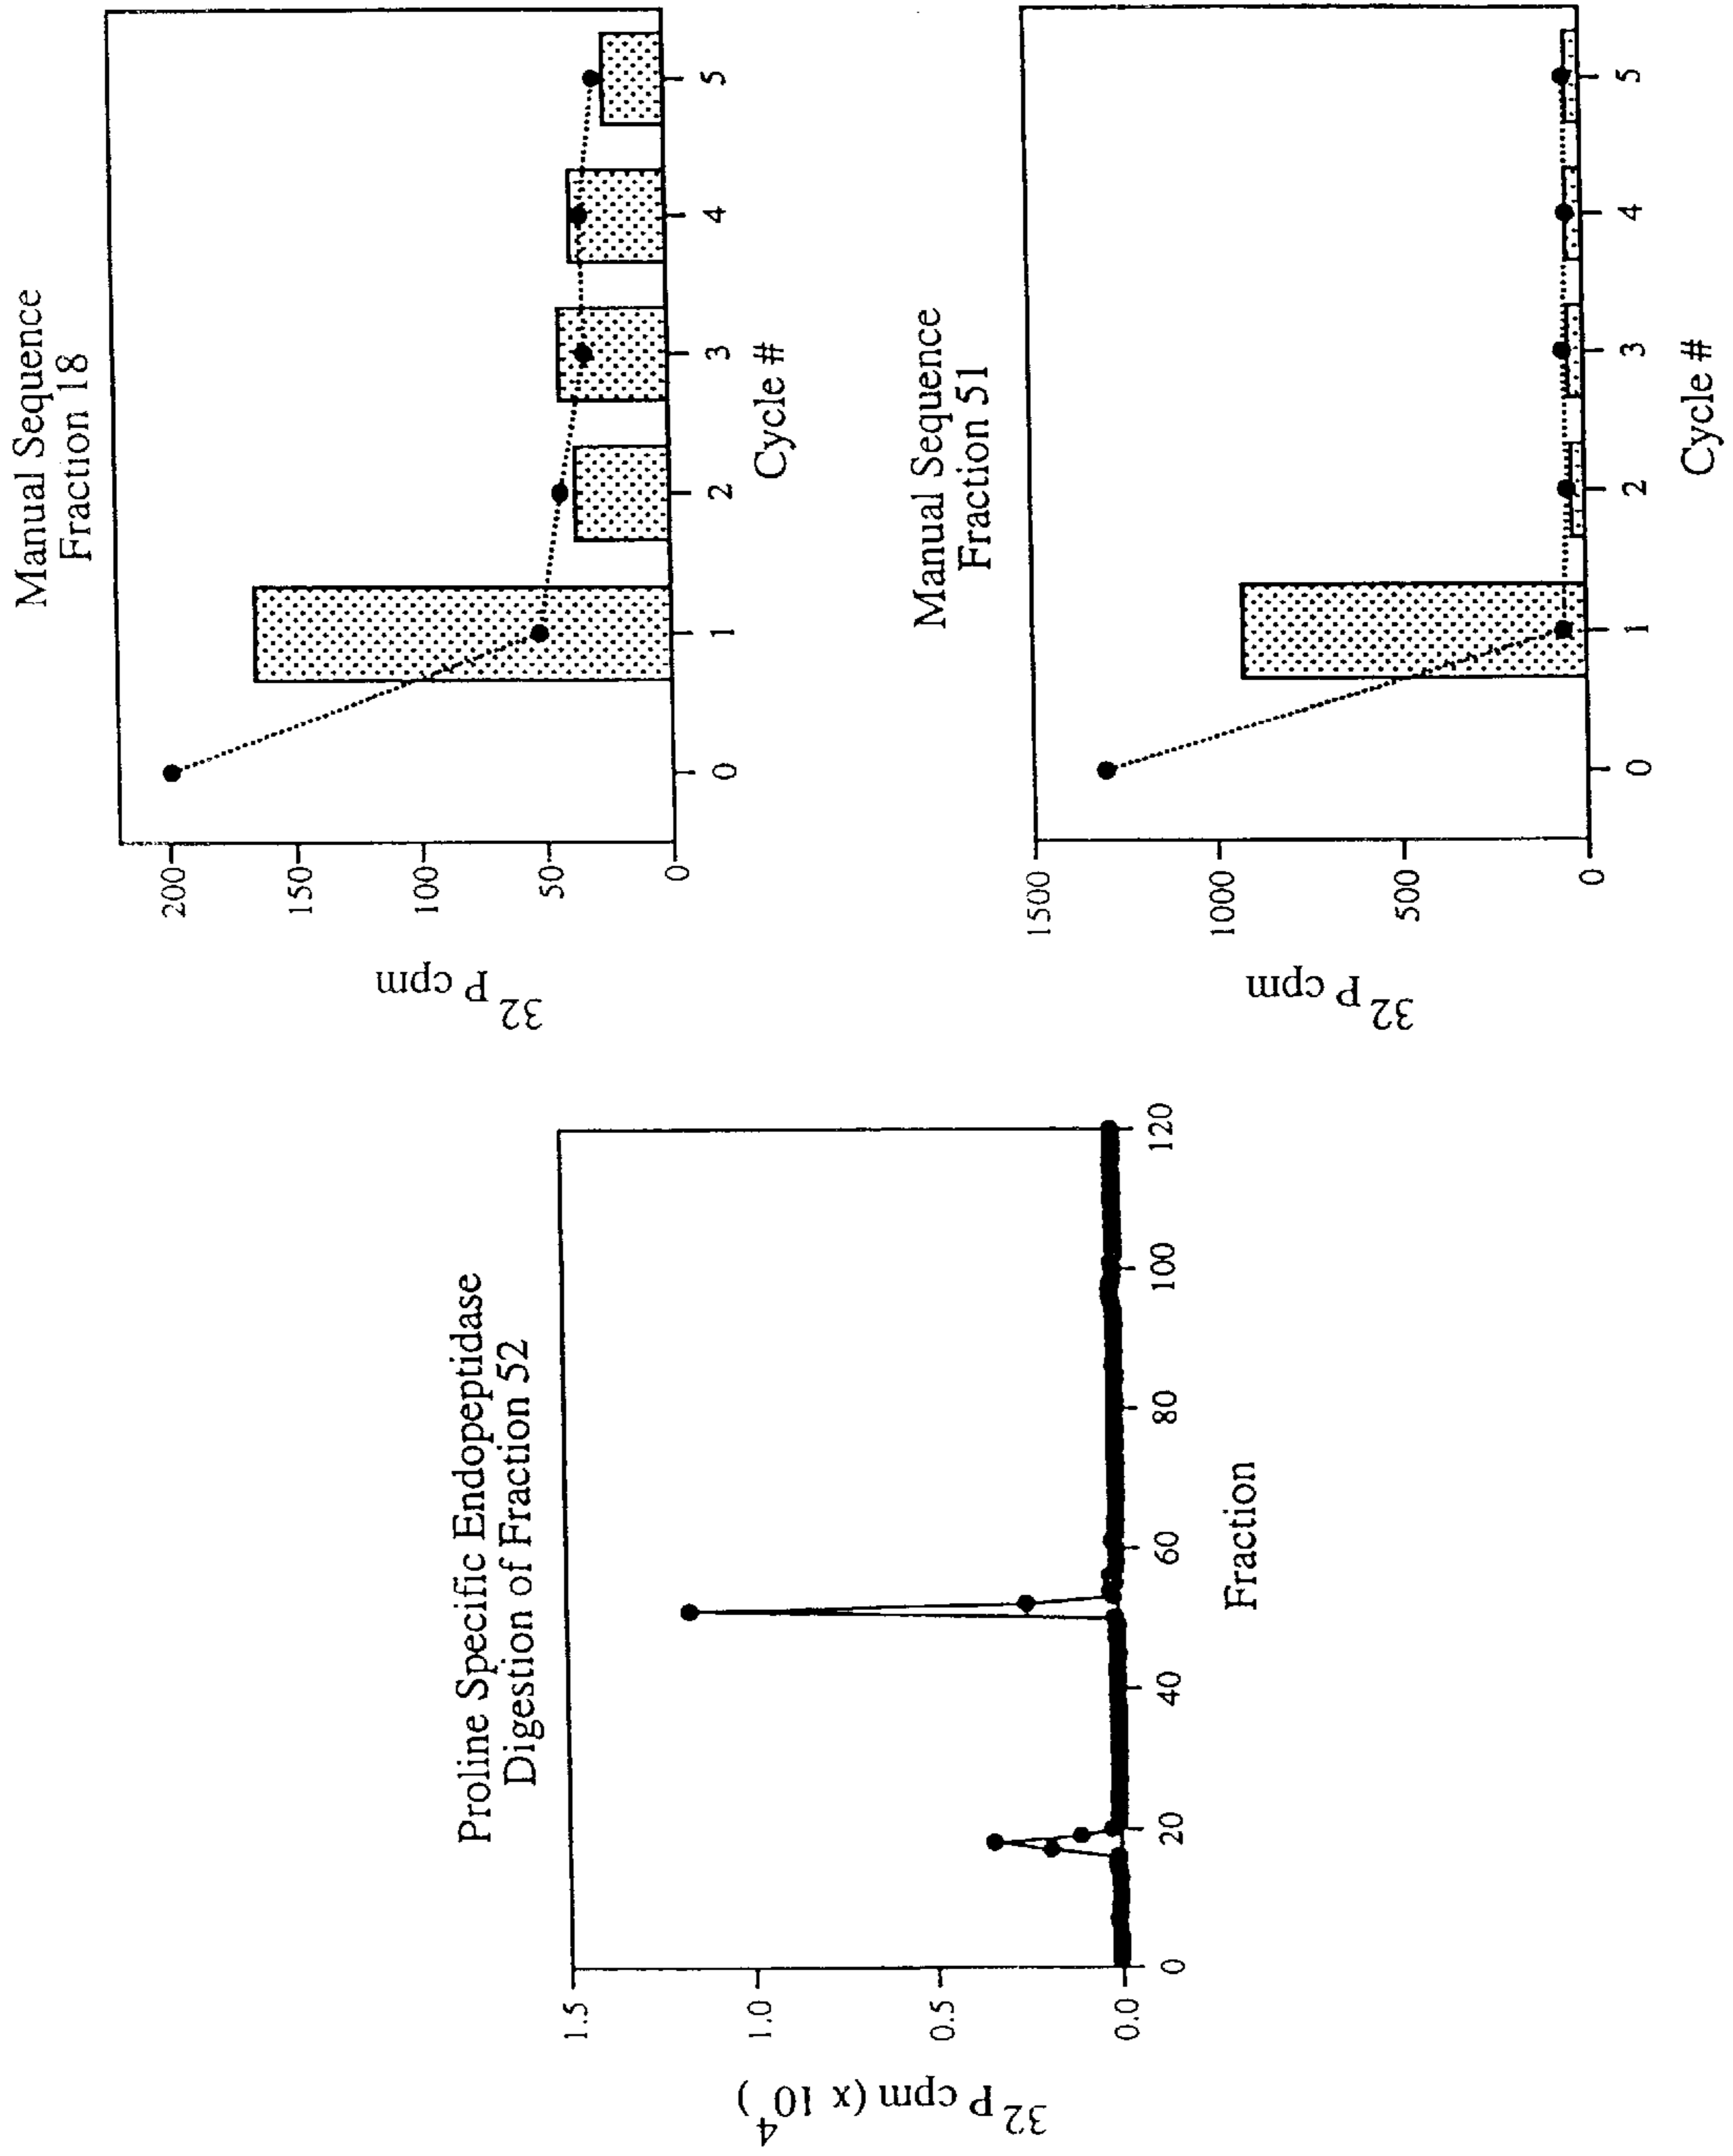 Proline Specific Endopeptidase
Digestion of Fraction 52
32P cpm (x 10^4)
1.5
1.0
0.5
0.0
0
20
40
60
80
100
120
Fraction
Manual Sequence
Fraction 18
32P cpm
200
150
100
50
0
0
1
2
3
4
5
Cycle #
Manual Sequence
Fraction 51
32P cpm
1500
1000
500
0
0
1
2
3
4
5
Cycle #